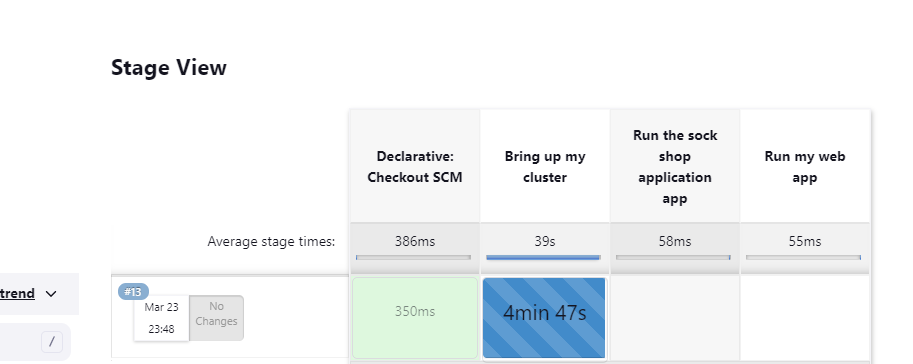 Stage View
Declarative:
Checkout SCM
Bring up my
cluster
Run the sock
shop
application
app
Run my web
app
Average stage times:
386ms
39s
58ms
55ms
trend
#13
Mar 23
23:48
No
Changes
350ms
4min 47s
/